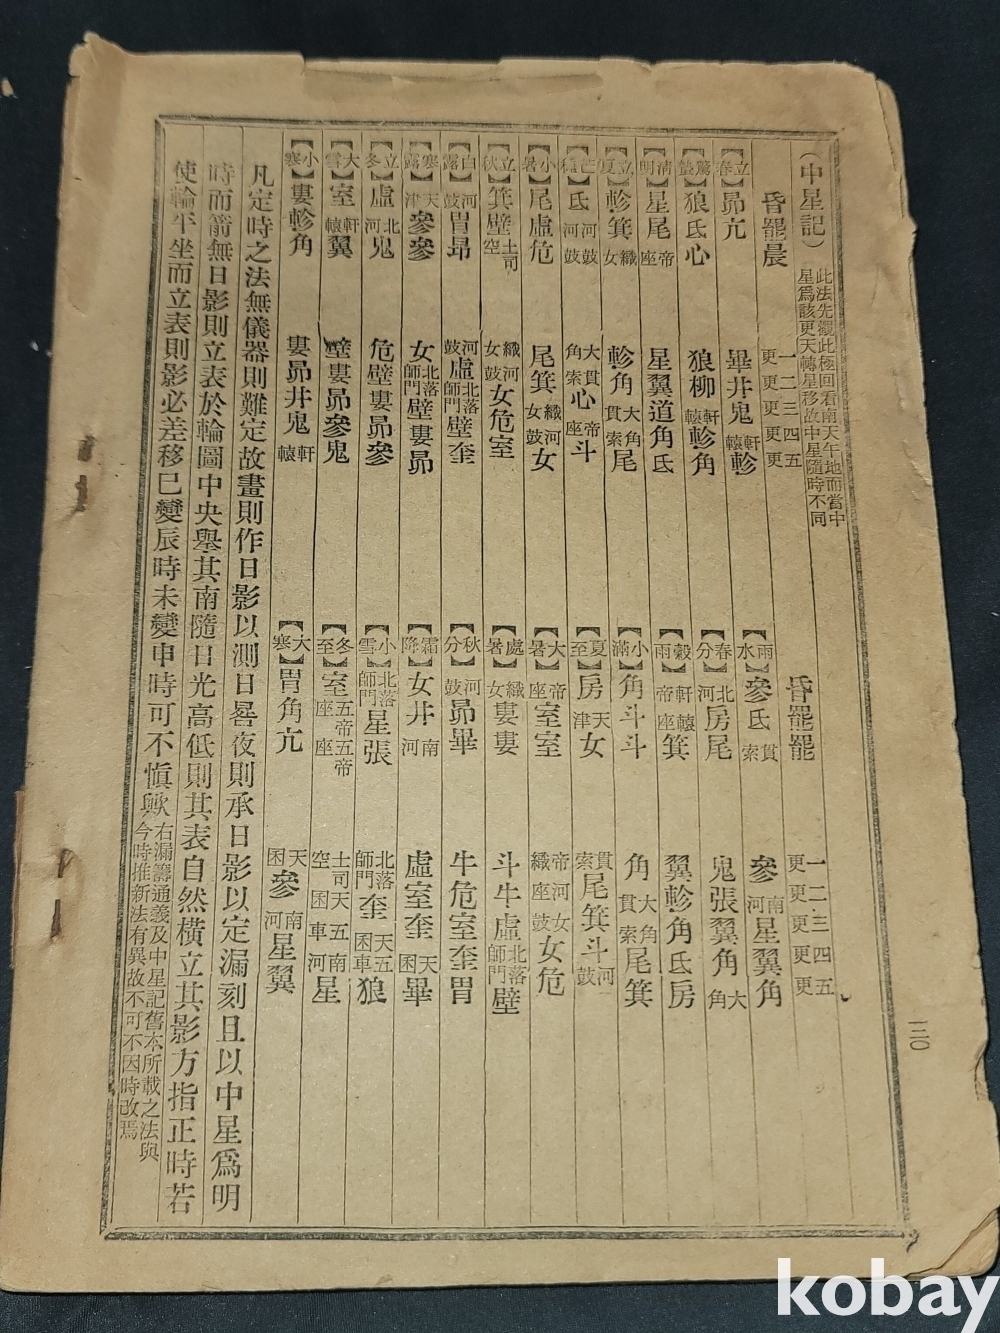 (中星記)
此法先觀此極回看南天午地而當中
星爲該更天轉星移故中星隨時不同
昏罷晨
一二三四五
更更更更更
昏罷罷
一二三四五
更更更更更
【立春】昴亢
畢井鬼軒轅軫
【雨水】參氐貫索
參南河星翼角
【驚蟄】狼氐心
狼柳軒轅軫角
【春分】北河房尾
鬼張翼角大角
【清明】星尾帝座
星翼道角氐
【穀雨】軒轅帝座箕
翼軫角氐房
【立夏】軫箕織女
軫角大角貫索尾
【小滿】角斗斗
角大角貫索尾箕
【芒種】氐河鼓河鼓
大角貫索心帝座斗
【夏至】房天津女
貫索尾箕斗河鼓
【小暑】尾虛危
尾箕織女河鼓女
【大暑】帝座室室
帝座織女河鼓女危
【立秋】箕壁土司空
織女河鼓女危室
【處暑】織女婁婁
斗牛虛北落師門壁
【白露】河鼓胃昴
河鼓虛北落師門壁奎
【秋分】河鼓昴畢
牛危室奎胃
【寒露】天津參參
女北落師門壁婁昴
【霜降】女井南河
虛室奎天囷畢
【立冬】虛北河鬼
危壁婁昴參
【小雪】北落師門星張
北落師門奎天囷五車狼
【大雪】室軒轅翼
壁婁昴參鬼
【冬至】室五帝座五帝座
土司空天囷五車南河星
【小寒】婁軫角
婁昴井鬼軒轅
【大寒】胃角亢
天囷參南河星翼
凡定時之法無儀器則難定故晝則作日影以測日晷夜則承日影以定漏刻且以中星爲明
時而箭無日影則立表於輪圖中央舉其南隨日光高低則其表自然橫立其影方指正時若
使輪平坐而立表則影必差移巳變辰時未變申時可不愼歟
右漏籌通義及中星記舊本所載之法與
今時推新法有異故不可不因時改焉
一二〇
kobay